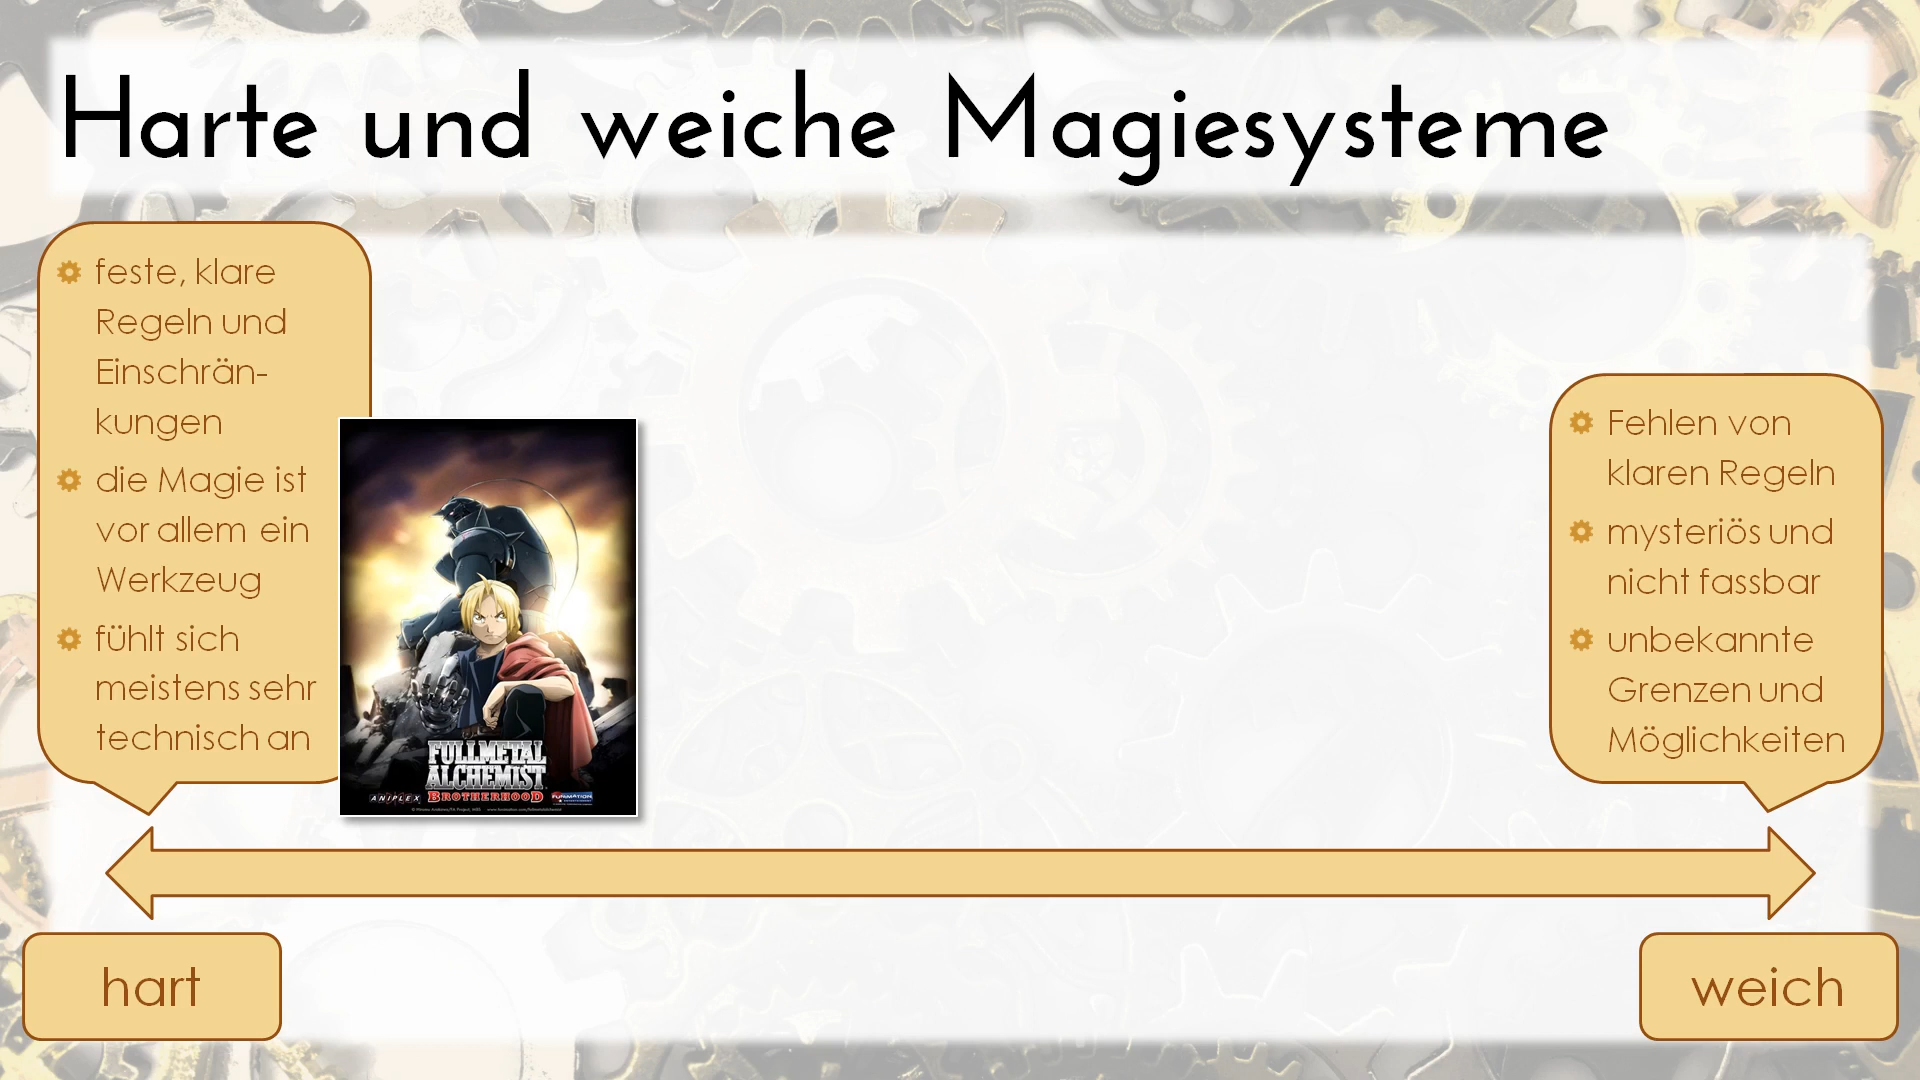 Harte und weiche Magiesysteme
feste, klare
Regeln und
Einschrän-
kungen
die Magie ist
vor allem ein
Werkzeug
fühlt sich
meistens sehr
technisch an
FULLMETAL
ALCHEMIST
BROTHERHOOD
ANIPLEX
FUNIMATION
Fehlen von
klaren Regeln
mysteriös und
nicht fassbar
unbekannte
Grenzen und
Möglichkeiten
hart
weich